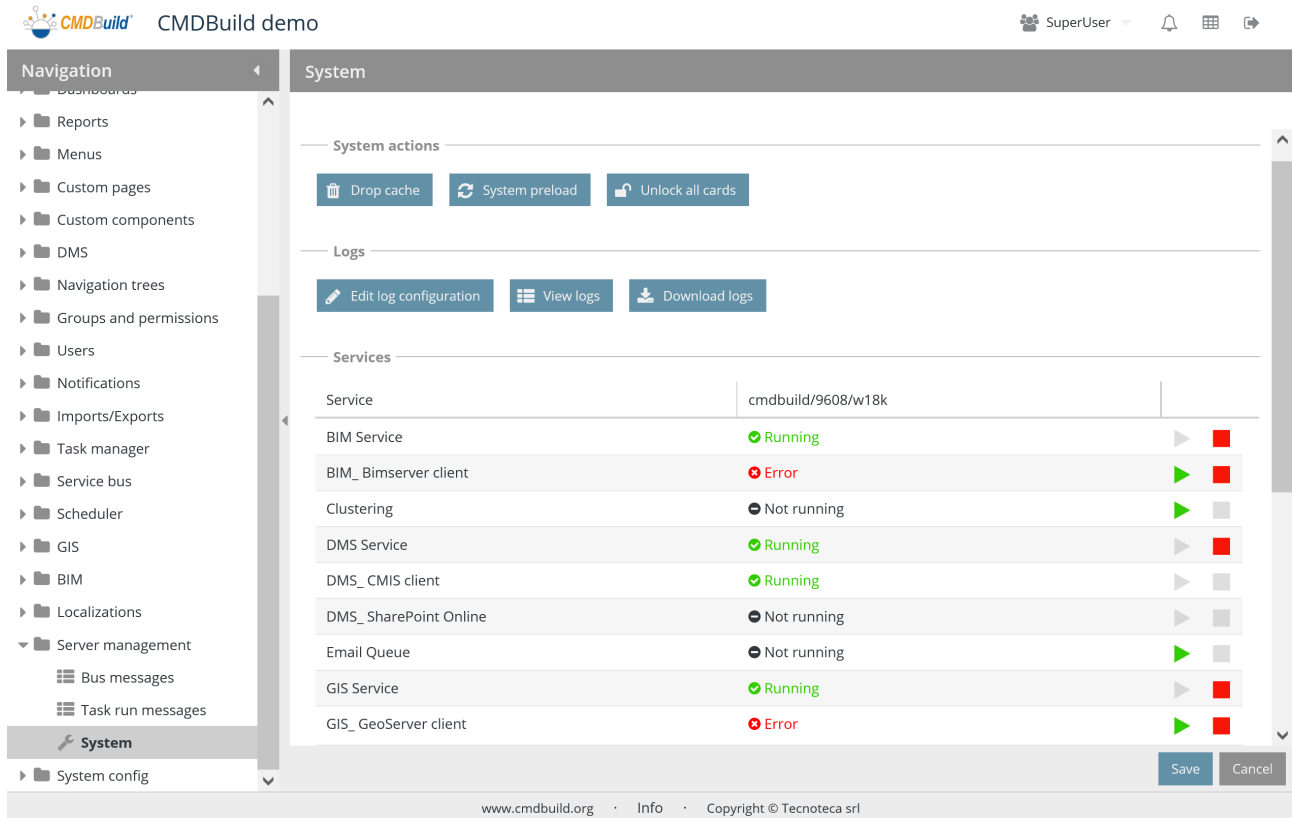 CMDBuild CMDBuild demo SuperUser
Navigation
Dashboards
Reports
Menus
Custom pages
Custom components
DMS
Navigation trees
Groups and permissions
Users
Notifications
Imports/Exports
Task manager
Service bus
Scheduler
GIS
BIM
Localizations
Server management
Bus messages
Task run messages
System
System config
System
System actions
Drop cache System preload Unlock all cards
Logs
Edit log configuration View logs Download logs
Services
Service cmdbuild/9608/w18k
BIM Service Running
BIM_ Bimserver client Error
Clustering Not running
DMS Service Running
DMS_ CMIS client Running
DMS_ SharePoint Online Not running
Email Queue Not running
GIS Service Running
GIS_ GeoServer client Error
Save Cancel
www.cmdbuild.org · Info · Copyright © Tecnoteca srl